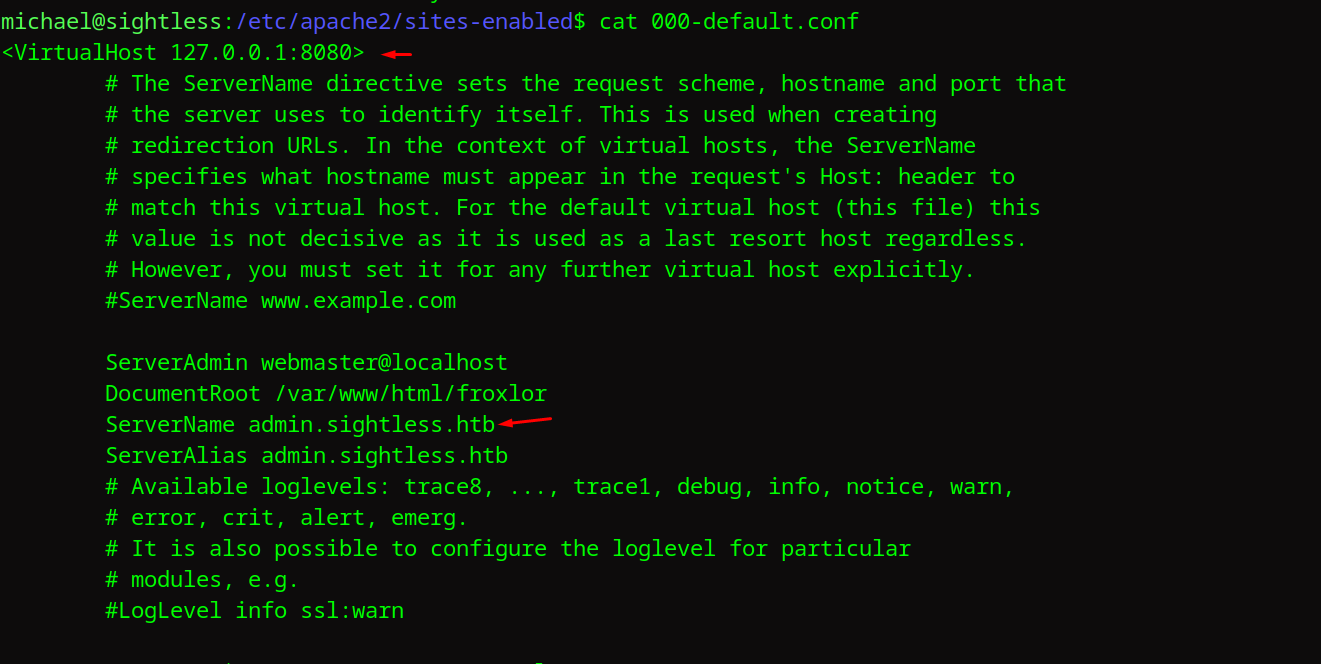 michael@sightless:/etc/apache2/sites-enabled$ cat 000-default.conf
<VirtualHost 127.0.0.1:8080>
        # The ServerName directive sets the request scheme, hostname and port that
        # the server uses to identify itself. This is used when creating
        # redirection URLs. In the context of virtual hosts, the ServerName
        # specifies what hostname must appear in the request's Host: header to
        # match this virtual host. For the default virtual host (this file) this
        # value is not decisive as it is used as a last resort host regardless.
        # However, you must set it for any further virtual host explicitly.
        #ServerName www.example.com
        ServerAdmin webmaster@localhost
        DocumentRoot /var/www/html/froxlor
        ServerName admin.sightless.htb
        ServerAlias admin.sightless.htb
        # Available loglevels: trace8, ..., trace1, debug, info, notice, warn,
        # error, crit, alert, emerg.
        # It is also possible to configure the loglevel for particular
        # modules, e.g.
        #LogLevel info ssl:warn